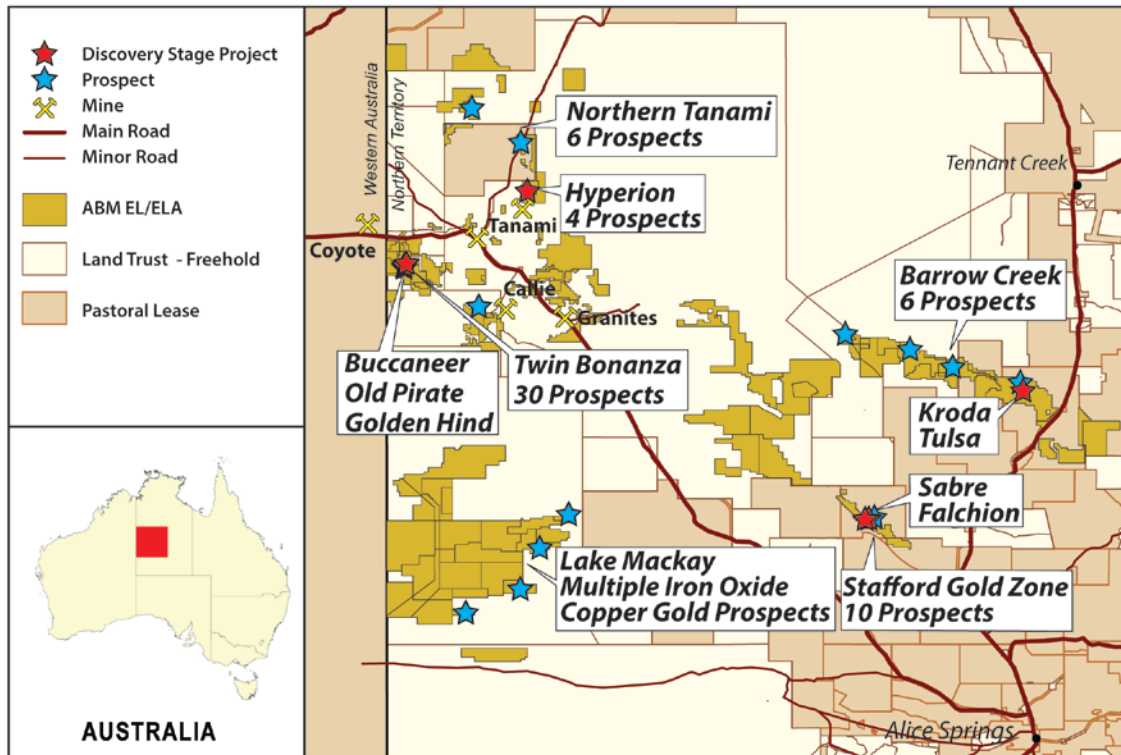 Discovery Stage Project
Prospect
Mine
Main Road
Minor Road
ABM EL/ELA
Land Trust - Freehold
Pastoral Lease
AUSTRALIA
Western Australia
Northern Territory
Northern Tanami
6 Prospects
Tennant Creek
Hyperion
4 Prospects
Tanami
Coyote
Barrow Creek
6 Prospects
Callie
Granites
Buccaneer
Old Pirate
Golden Hind
Twin Bonanza
30 Prospects
Kroda
Tulsa
Sabre
Falchion
Lake Mackay
Multiple Iron Oxide
Copper Gold Prospects
Stafford Gold Zone
10 Prospects
Alice Springs